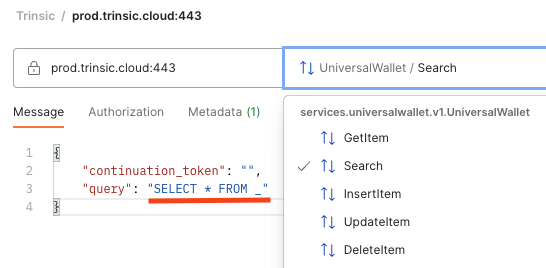 Trinsic / prod.trinsic.cloud:443
prod.trinsic.cloud:443
UniversalWallet / Search
Message Authorization Metadata (1)
services.universalwallet.v1.UniversalWallet
GetItem
Search
InsertItem
UpdateItem
DeleteItem
1 {
2 "continuation_token": "",
3 "query": "SELECT * FROM _"
4 }